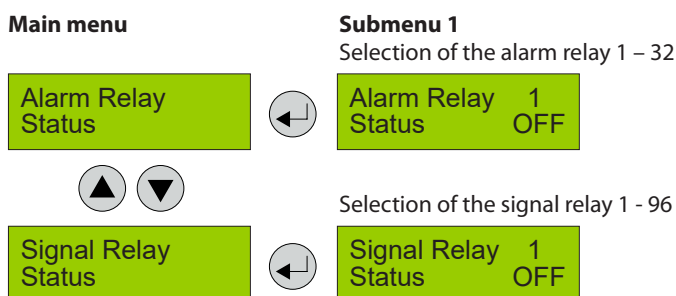 Main menu
Submenu 1
Selection of the alarm relay 1 – 32
Alarm Relay
Status
Alarm Relay 1
Status OFF
Selection of the signal relay 1 - 96
Signal Relay
Status
Signal Relay 1
Status OFF